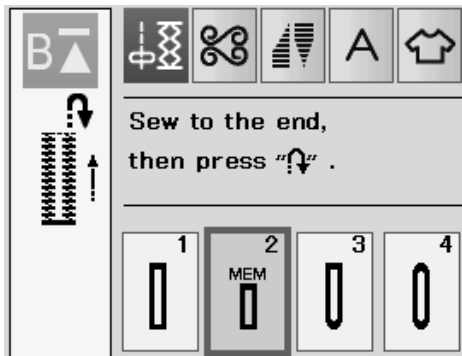 B
A
Sew to the end,
then press "↷" .
1
2
3
4
MEM